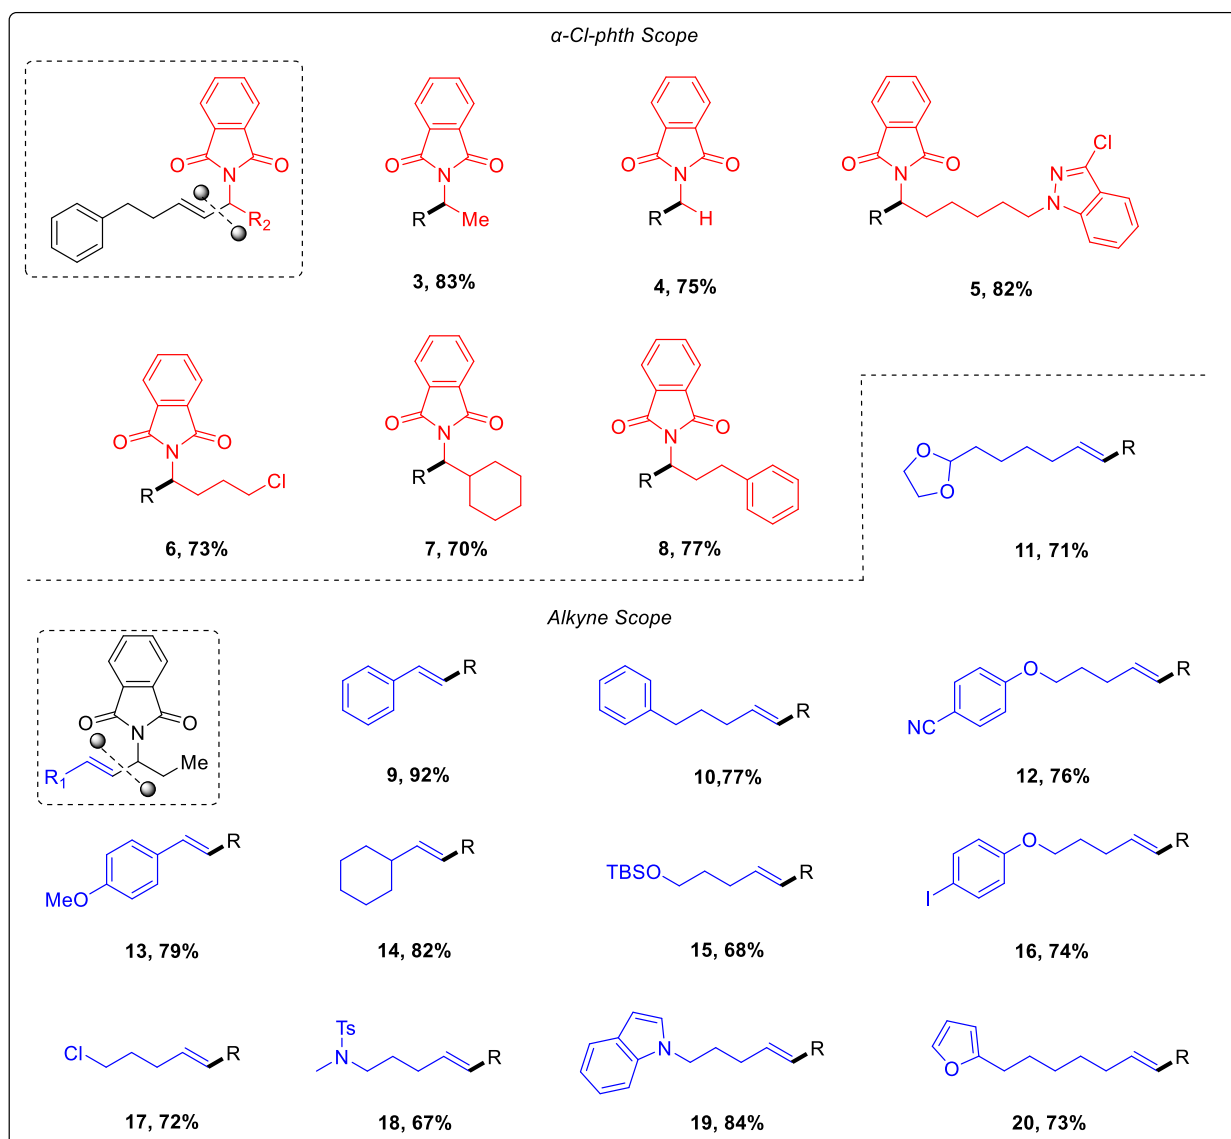 α-Cl-phth Scope
O
O
N
R2
O
O
N
R
Me
3, 83%
O
O
N
R
H
4, 75%
O
O
N
R
N
N
Cl
5, 82%
O
O
N
R
Cl
6, 73%
O
O
N
R
7, 70%
O
O
N
R
8, 77%
O
O
R
11, 71%
Alkyne Scope
O
O
N
R1
Me
R
9, 92%
R
10,77%
NC
O
R
12, 76%
MeO
R
13, 79%
R
14, 82%
TBSO
R
15, 68%
I
O
R
16, 74%
Cl
R
17, 72%
Ts
N
R
18, 67%
N
R
19, 84%
O
R
20, 73%